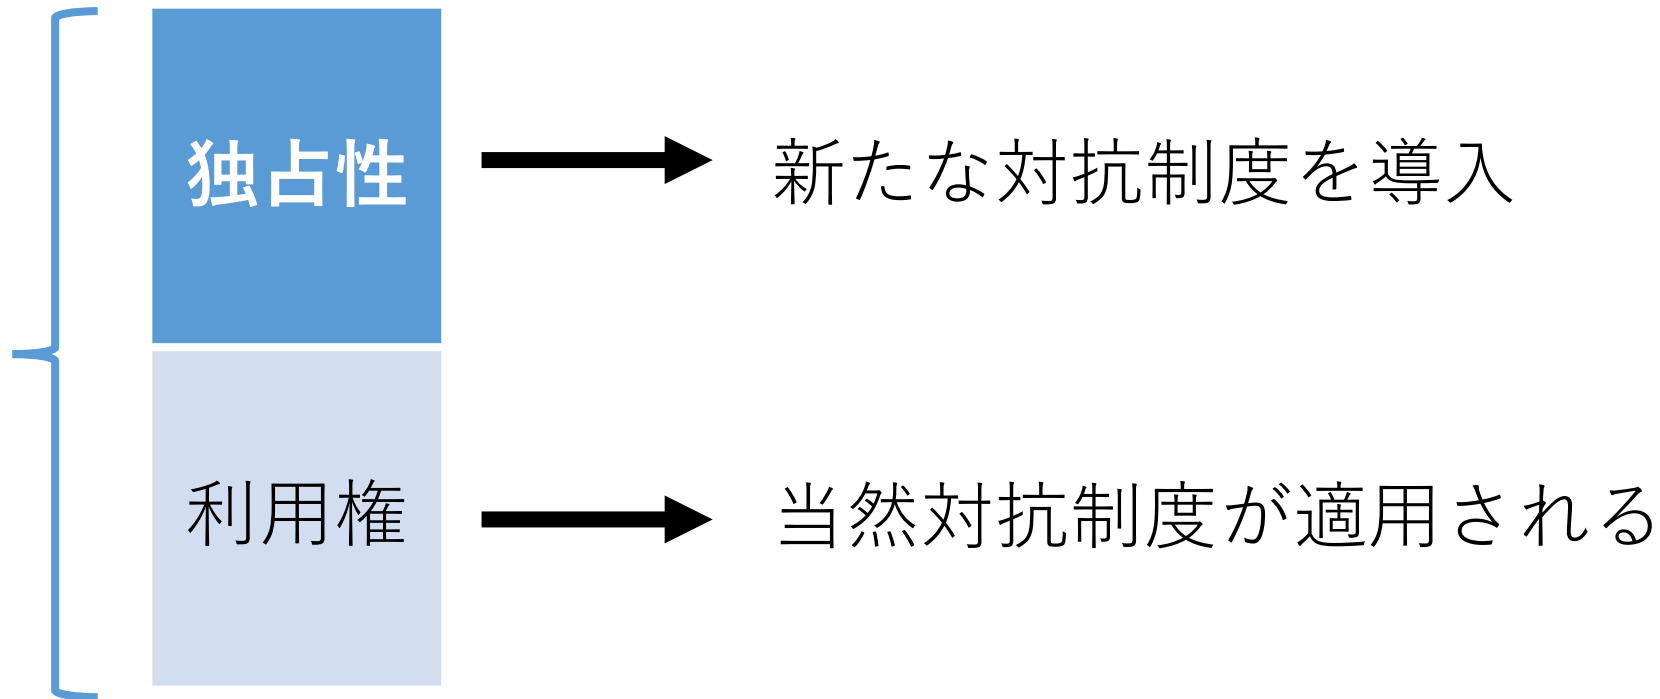 独占性
新たな対抗制度を導入
利用権
当然対抗制度が適用される